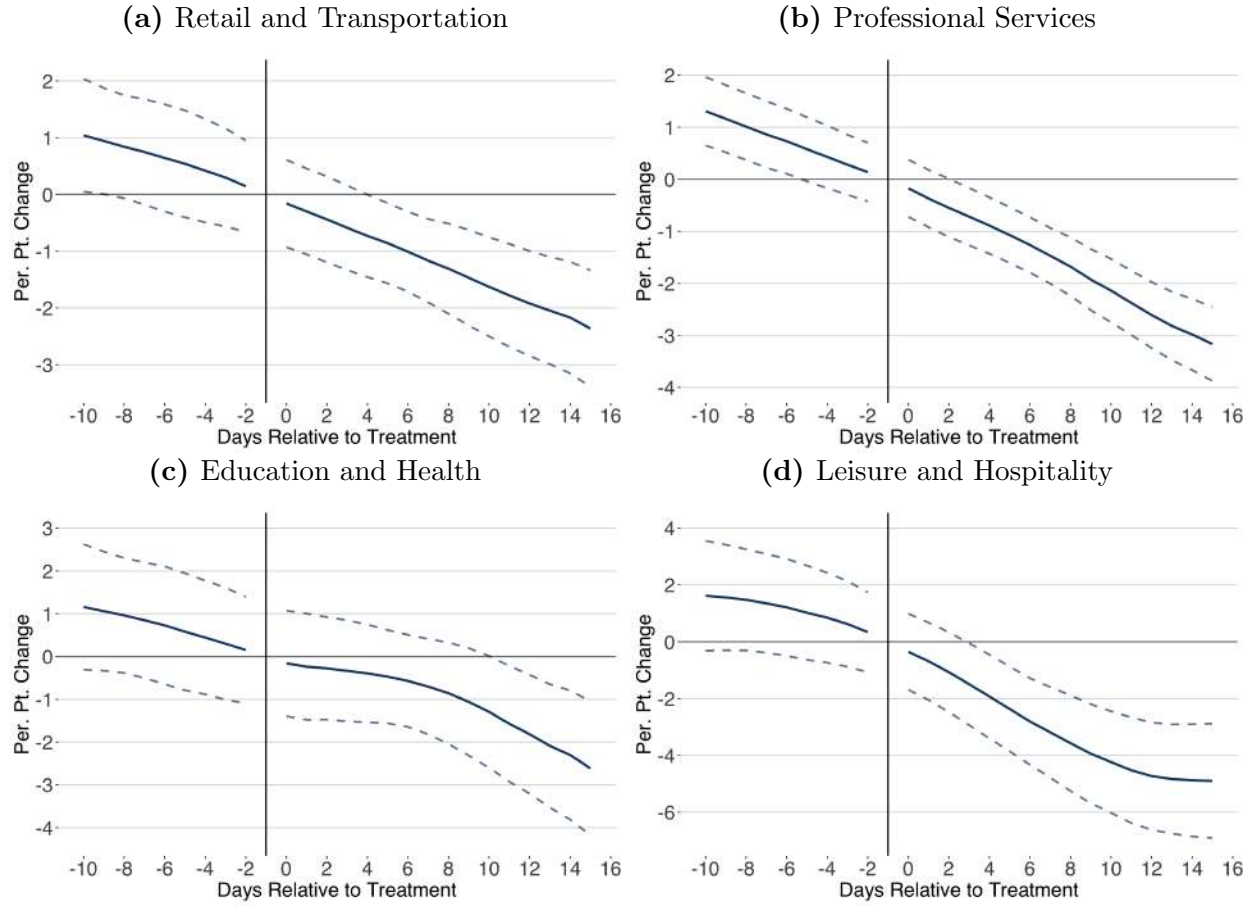 (a) Retail and Transportation
Per. Pt. Change
2
1
0
-1
-2
-3
-10 -8 -6 -4 -2 0 2 4 6 8 10 12 14 16
Days Relative to Treatment
(b) Professional Services
Per. Pt. Change
2
1
0
-1
-2
-3
-4
-10 -8 -6 -4 -2 0 2 4 6 8 10 12 14 16
Days Relative to Treatment
(c) Education and Health
Per. Pt. Change
3
2
1
0
-1
-2
-3
-4
-10 -8 -6 -4 -2 0 2 4 6 8 10 12 14 16
Days Relative to Treatment
(d) Leisure and Hospitality
Per. Pt. Change
4
2
0
-2
-4
-6
-10 -8 -6 -4 -2 0 2 4 6 8 10 12 14 16
Days Relative to Treatment